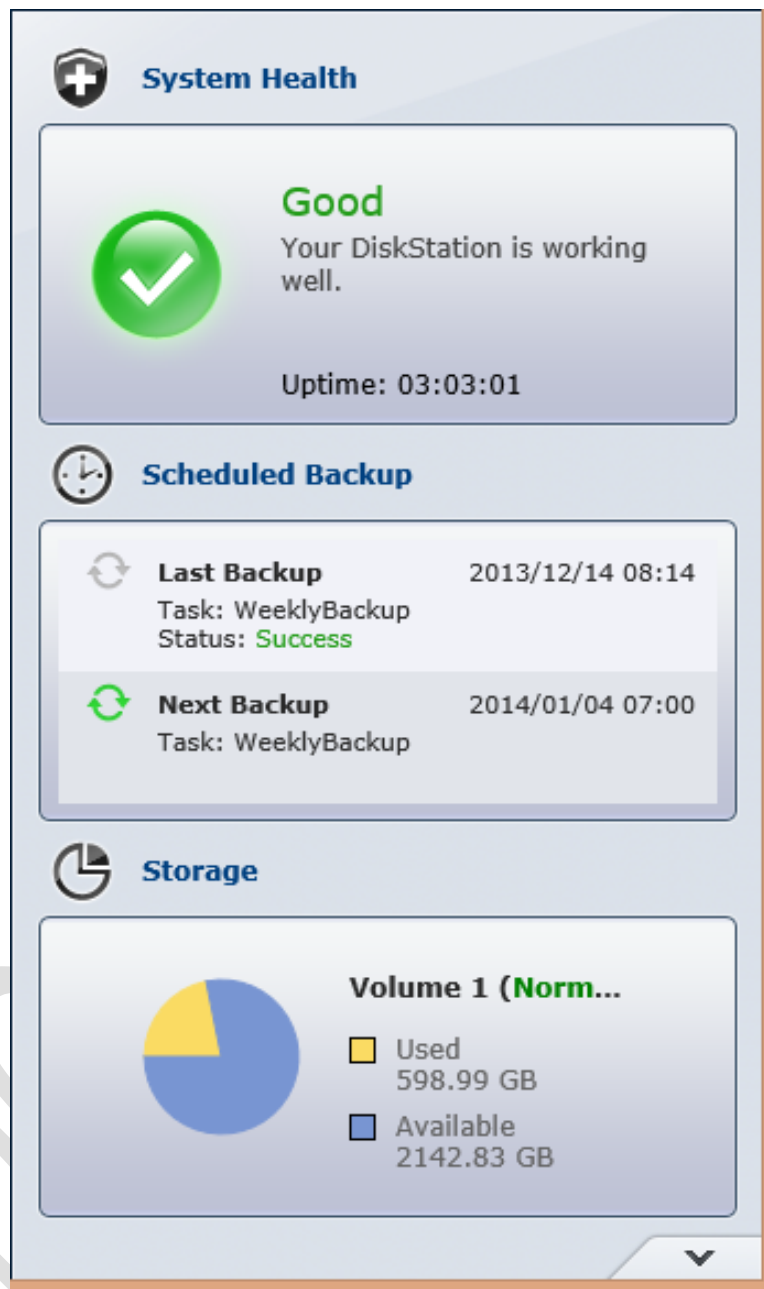 System Health
Good
Your DiskStation is working
well.
Uptime: 03:03:01
Scheduled Backup
Last Backup 2013/12/14 08:14
Task: WeeklyBackup
Status: Success
Next Backup 2014/01/04 07:00
Task: WeeklyBackup
Storage
Volume 1 (Norm...
Used
598.99 GB
Available
2142.83 GB